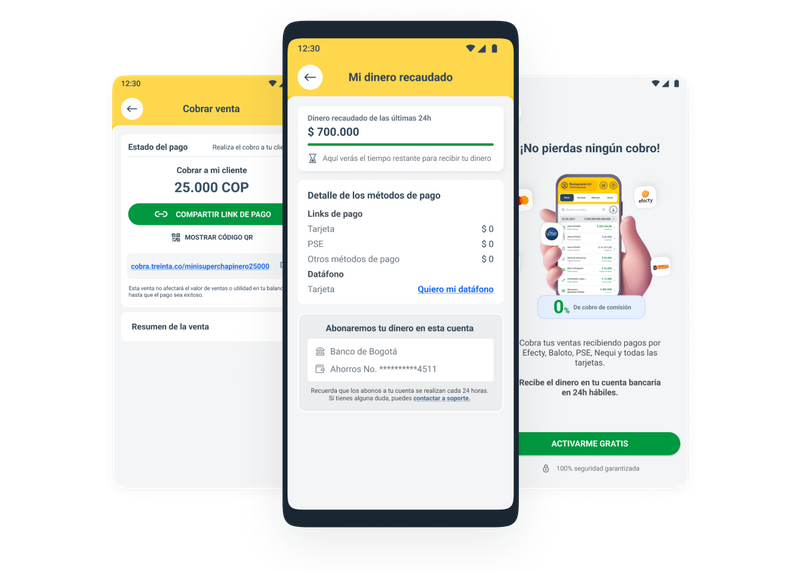 12:30
Cobrar venta
Estado del pago
Realiza el cobro a tu clie
Cobrar a mi cliente
25.000 COP
COMPARTIR LINK DE PAGO
MOSTRAR CÓDIGO QR
cobra.treinta.co/minisuperchapinero25000
Esta venta no afectará el valor de ventas o utilidad en tu balanc
hasta que el pago sea exitoso.
Resumen de la venta
12:30
Mi dinero recaudado
Dinero recaudado de las últimas 24h
$ 700.000
Aquí verás el tiempo restante para recibir tu dinero
Detalle de los métodos de pago
Links de pago
Tarjeta $ 0
PSE $ 0
Otros métodos de pago $ 0
Datáfono
Tarjeta Quiero mi datáfono
Abonaremos tu dinero en esta cuenta
Banco de Bogotá
Ahorros No. **********4511
Recuerda que los abonos a tu cuenta se realizan cada 24 horas.
Si tienes alguna duda, puedes contactar a soporte.
¡No pierdas ningún cobro!
efecty
pse
0% De cobro de comisión
Cobra tus ventas recibiendo pagos por
Efecty, Baloto, PSE, Nequi y todas las
tarjetas.
Recibe el dinero en tu cuenta bancaria
en 24h hábiles.
ACTIVARME GRATIS
100% seguridad garantizada